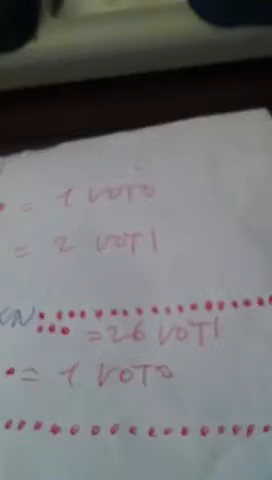 = 1 VOTO
= 2 VOTI
= 26 VOTI
= 1 VOTO